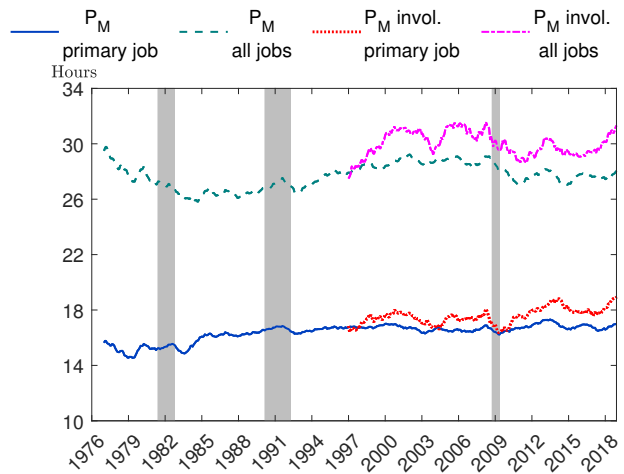 P_M primary job
P_M all jobs
P_M invol. primary job
P_M invol. all jobs
Hours
34
30
26
22
18
14
10
1976 1979 1982 1985 1988 1991 1994 1997 2000 2003 2006 2009 2012 2015 2018